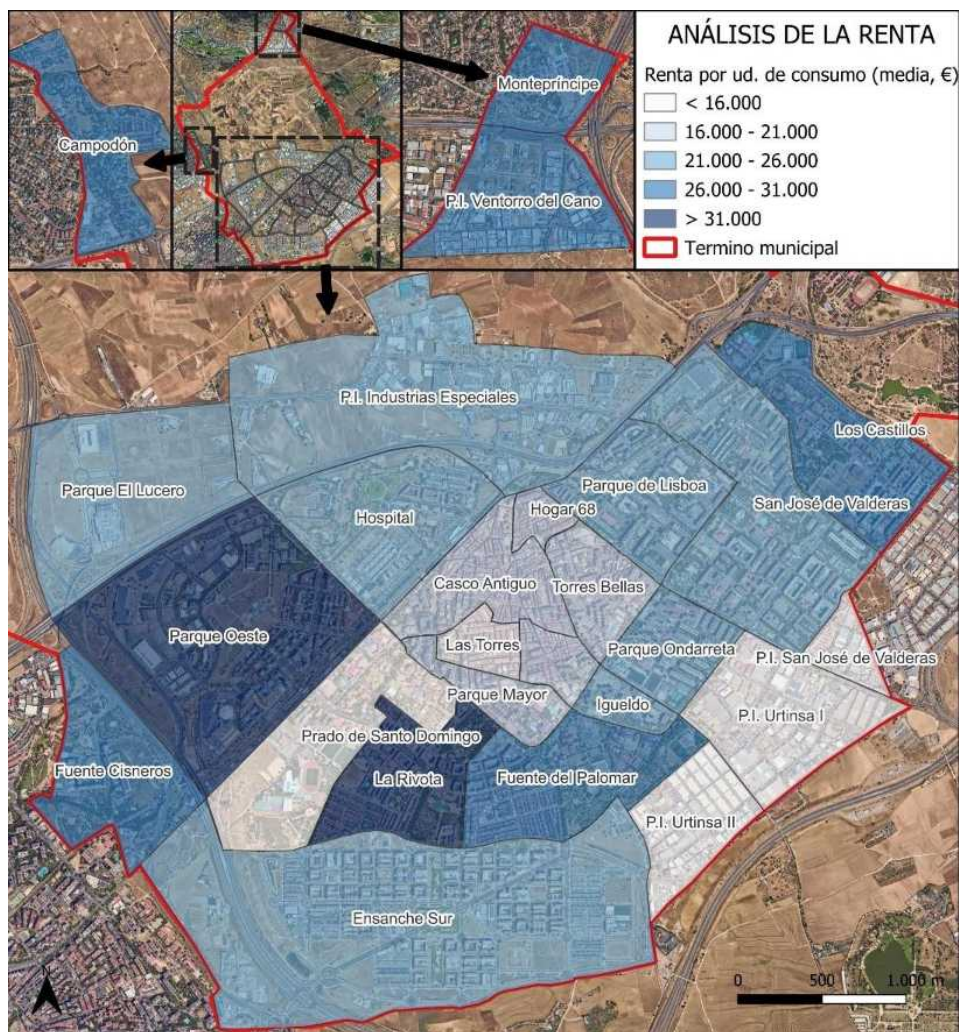 ANÁLISIS DE LA RENTA
Renta por ud. de consumo (media, €)
< 16.000
16.000 - 21.000
21.000 - 26.000
26.000 - 31.000
> 31.000
Termino municipal
Campodón
Montepríncipe
P.I. Ventorro del Cano
P.I. Industrias Especiales
Los Castillos
Parque El Lucero
Parque de Lisboa
San José de Valderas
Hogar 68
Hospital
Casco Antiguo
Torres Bellas
Parque Oeste
Las Torres
Parque Ondarreta
P.I. San José de Valderas
Parque Mayor
Igueldo
P.I. Urtinsa I
Prado de Santo Domingo
Fuente Cisneros
La Rivota
Fuente del Palomar
P.I. Urtinsa II
Ensanche Sur
N
0 500 1.000 m